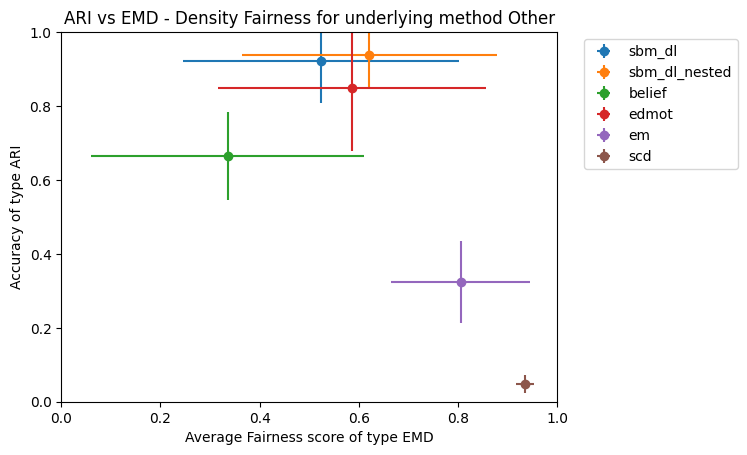 ARI vs EMD - Density Fairness for underlying method Other
1.0
0.8
0.6
0.4
0.2
0.0
Accuracy of type ARI
0.0 0.2 0.4 0.6 0.8 1.0
Average Fairness score of type EMD
sbm_dl
sbm_dl_nested
belief
edmot
em
scd